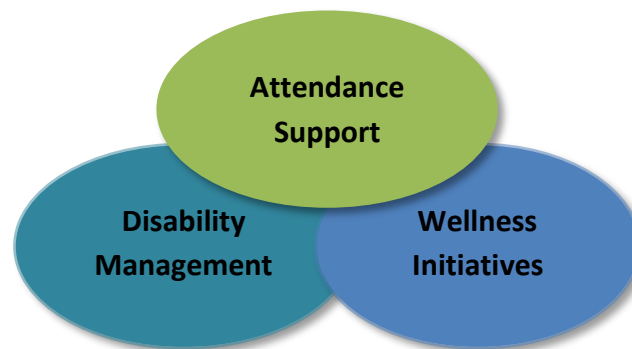 Attendance
Support
Disability
Management
Wellness
Initiatives